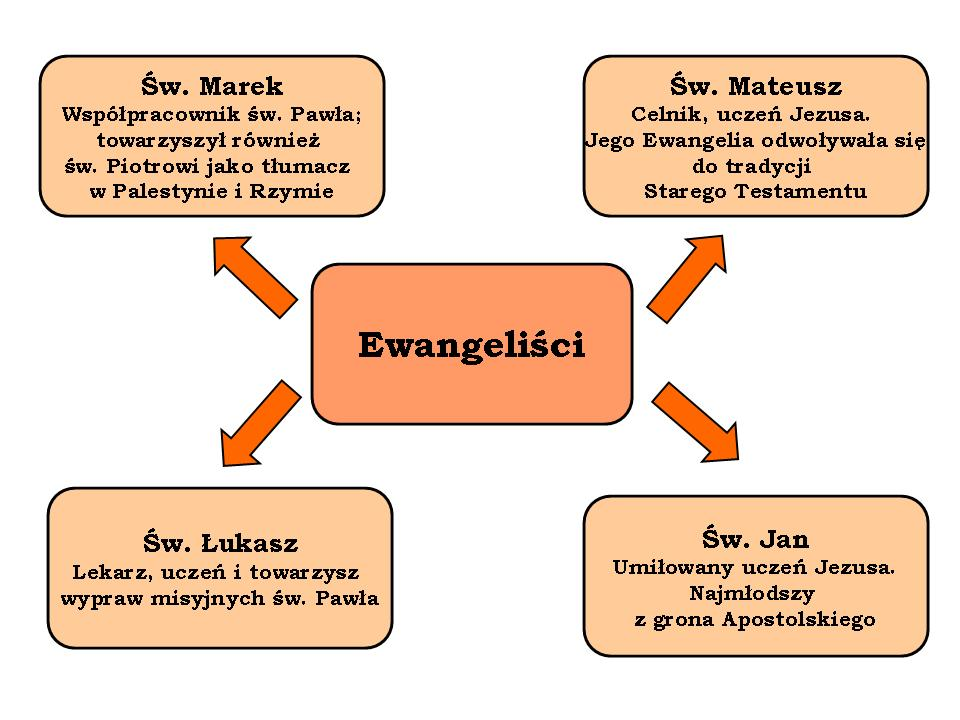 Św. Marek
Współpracownik św. Pawła;
towarzyszył również
św. Piotrowi jako tłumacz
w Palestynie i Rzymie
Św. Mateusz
Celnik, uczeń Jezusa.
Jego Ewangelia odwoływała się
do tradycji
Starego Testamentu
Ewangeliści
Św. Łukasz
Lekarz, uczeń i towarzysz
wypraw misyjnych św. Pawła
Św. Jan
Umiłowany uczeń Jezusa.
Najmłodszy
z grona Apostolskiego